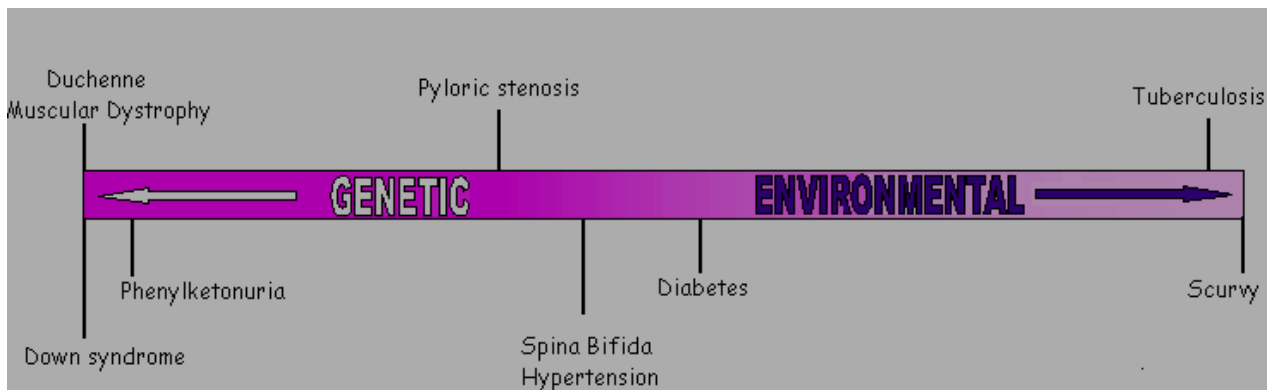 Duchenne
Muscular Dystrophy
Pyloric stenosis
Tuberculosis
GENETIC
ENVIRONMENTAL
Phenylketonuria
Diabetes
Scurvy
Down syndrome
Spina Bifida
Hypertension